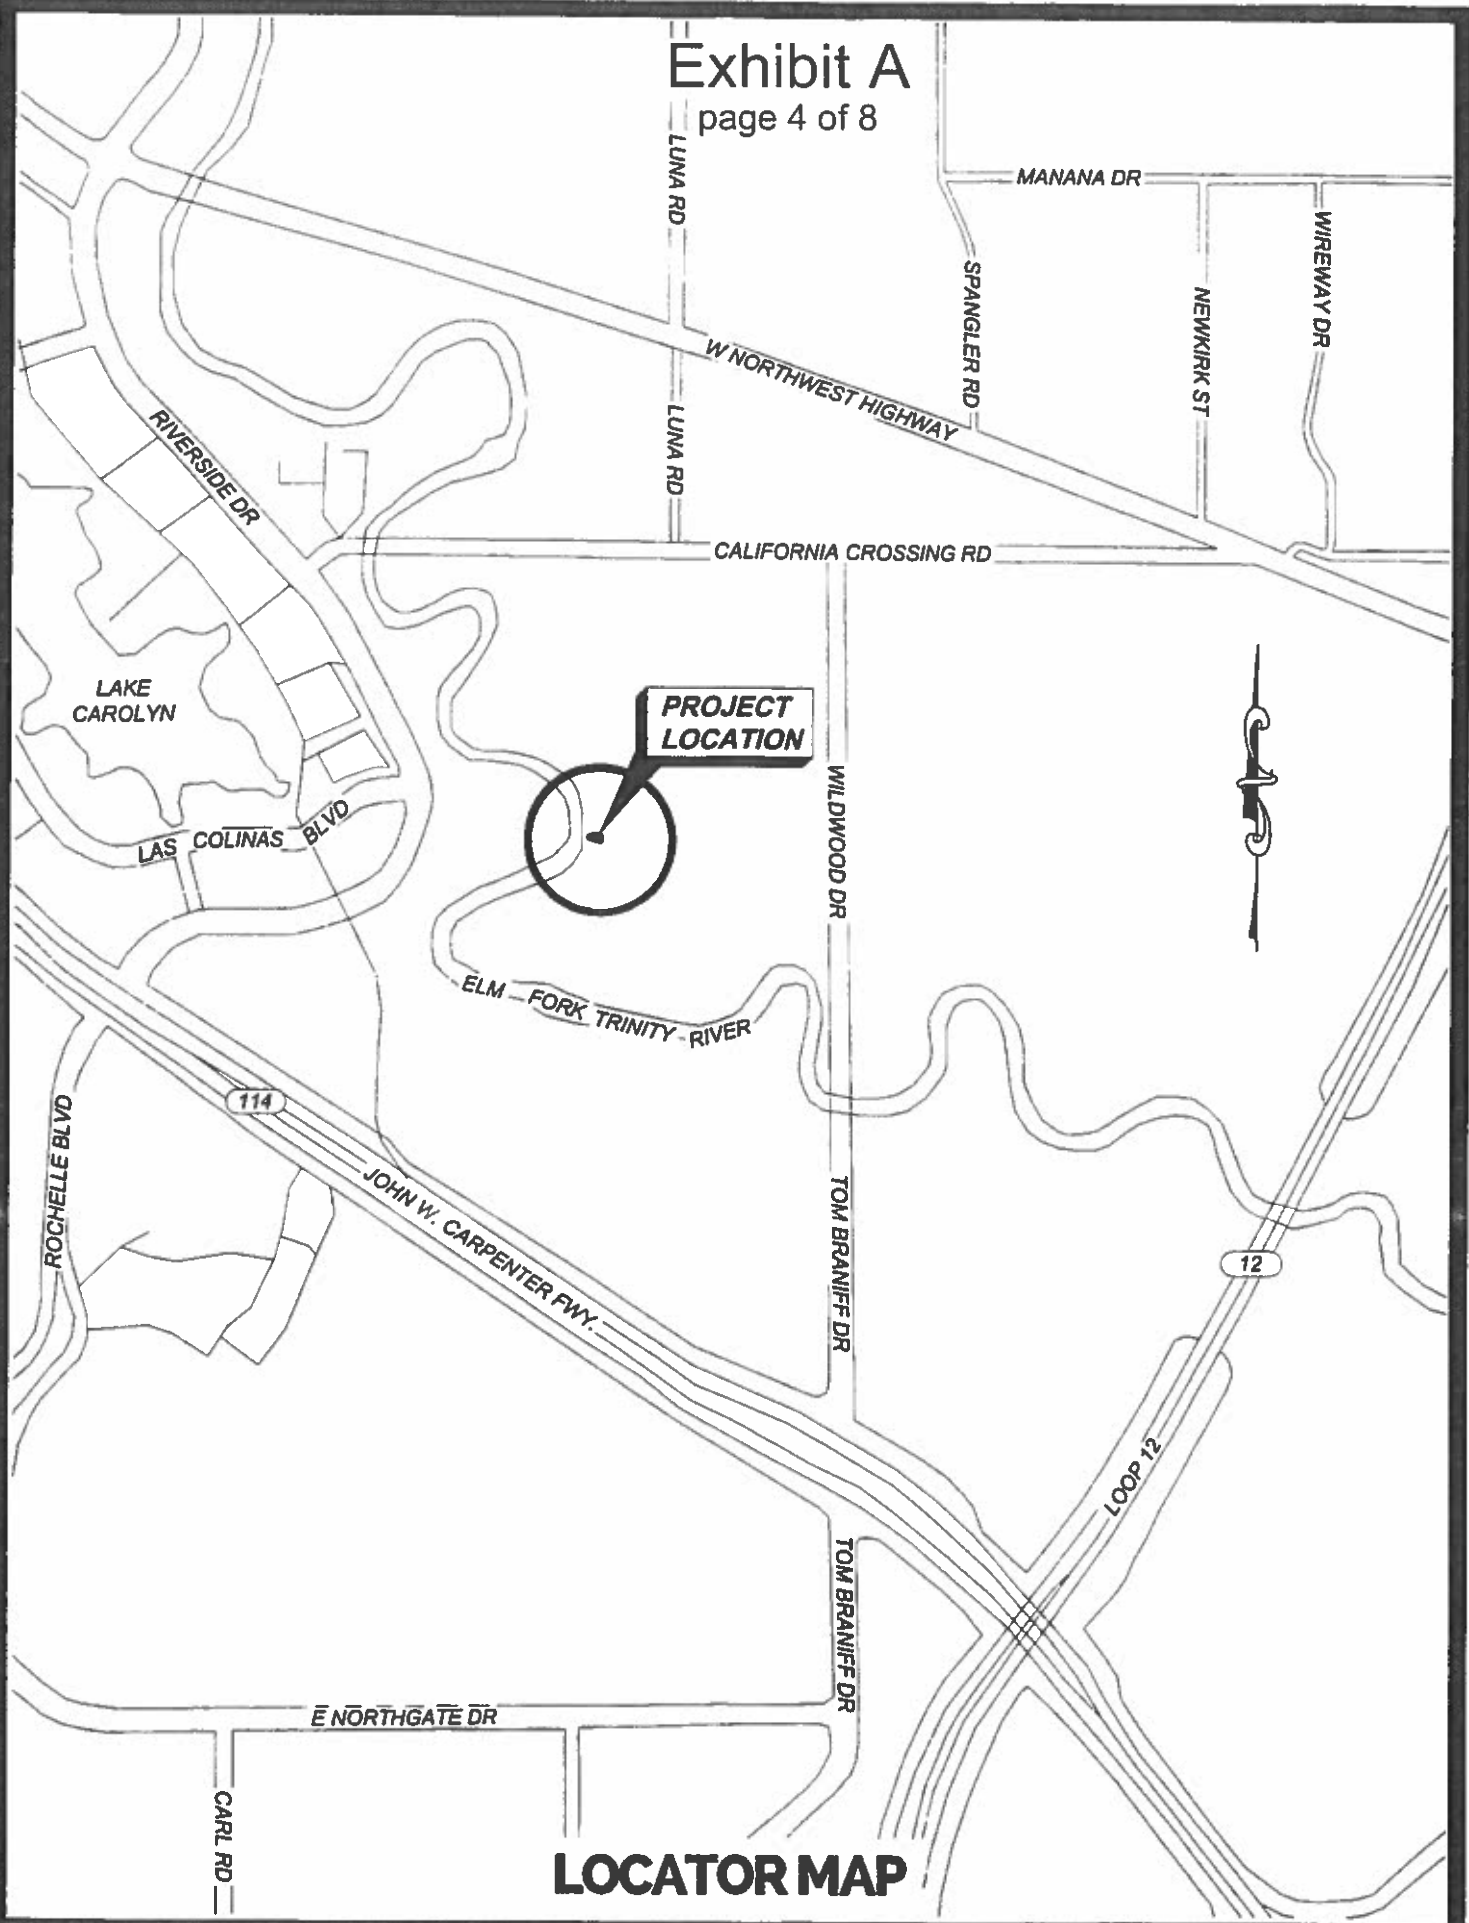 Exhibit A
page 4 of 8
LUNA RD
MANANA DR
WIREWAY DR
SPANGLER RD
NEWKIRK ST
W NORTHWEST HIGHWAY
LUNA RD
RIVERSIDE DR
CALIFORNIA CROSSING RD
LAKE
CAROLYN
PROJECT
LOCATION
WILDWOOD DR
LAS COLINAS BLVD
ELM FORK TRINITY RIVER
114
ROCHELLE BLVD
JOHN W. CARPENTER FWY.
TOM BRANIFF DR
12
LOOP 12
TOM BRANIFF DR
E NORTHGATE DR
CARL RD
LOCATOR MAP